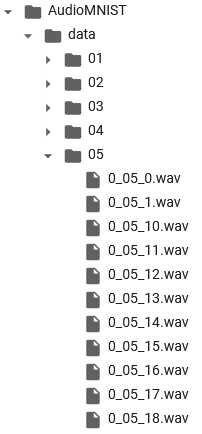 AudioMNIST
data
01
02
03
04
05
0_05_0.wav
0_05_1.wav
0_05_10.wav
0_05_11.wav
0_05_12.wav
0_05_13.wav
0_05_14.wav
0_05_15.wav
0_05_16.wav
0_05_17.wav
0_05_18.wav